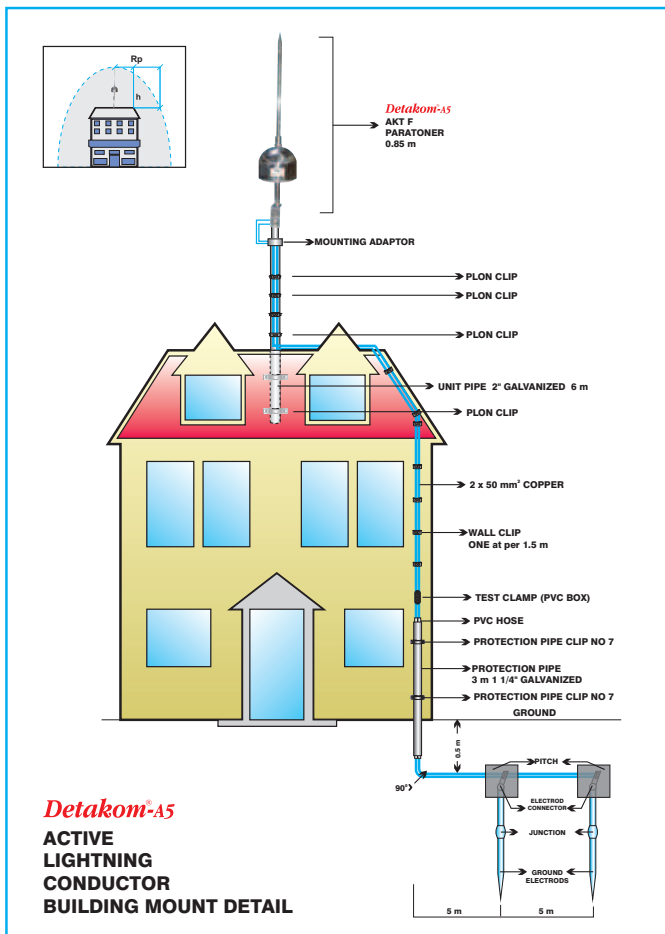 Rp
h
Detakom-A5
AKT F
PARATONER
0.85 m
MOUNTING ADAPTOR
PLON CLIP
PLON CLIP
PLON CLIP
UNIT PIPE 2" GALVANIZED 6 m
PLON CLIP
2 x 50 mm² COPPER
WALL CLIP
ONE at per 1.5 m
TEST CLAMP (PVC BOX)
PVC HOSE
PROTECTION PIPE CLIP NO 7
PROTECTION PIPE
3 m 1 1/4" GALVANIZED
PROTECTION PIPE CLIP NO 7
GROUND
0.5 m
PITCH
90°
ELECTROD
CONNECTOR
JUNCTION
GROUND
ELECTRODS
5 m
5 m
Detakom®-A5
ACTIVE
LIGHTNING
CONDUCTOR
BUILDING MOUNT DETAIL